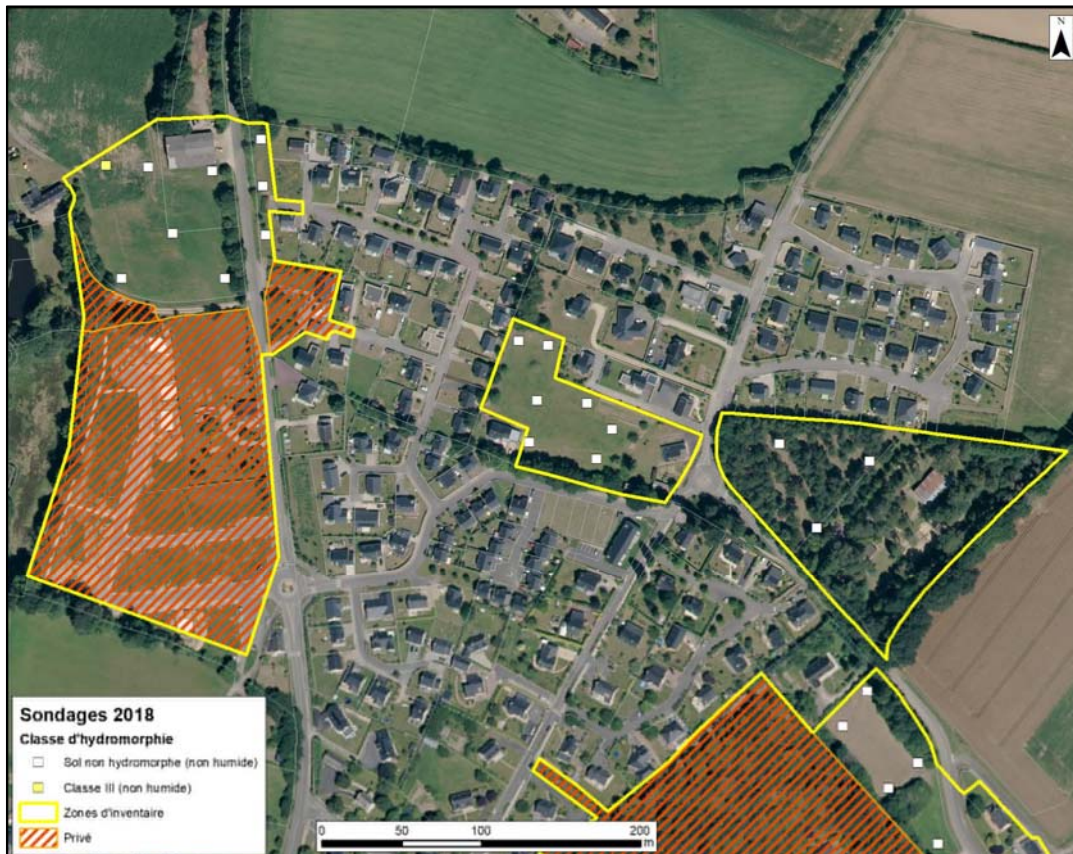 N
Sondages 2018
Classe d'hydromorphie
Sol non hydromorphe (non humide)
Classe III (non humide)
Zones d'inventaire
Privé
0 50 100 200
m